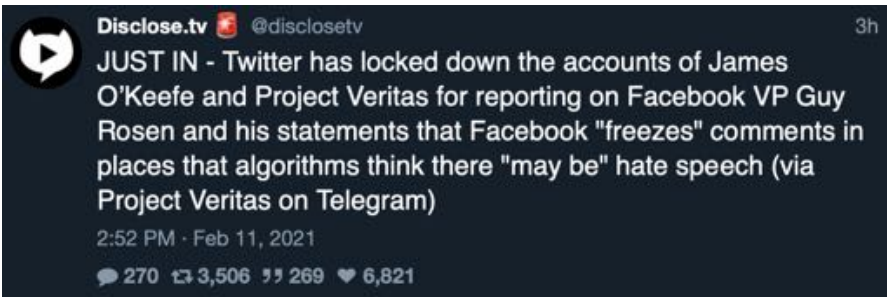 Disclose.tv 🚨 @disclosetv 3h
JUST IN - Twitter has locked down the accounts of James
O'Keefe and Project Veritas for reporting on Facebook VP Guy
Rosen and his statements that Facebook "freezes" comments in
places that algorithms think there "may be" hate speech (via
Project Veritas on Telegram)
2:52 PM · Feb 11, 2021
270 3,506 269 6,821